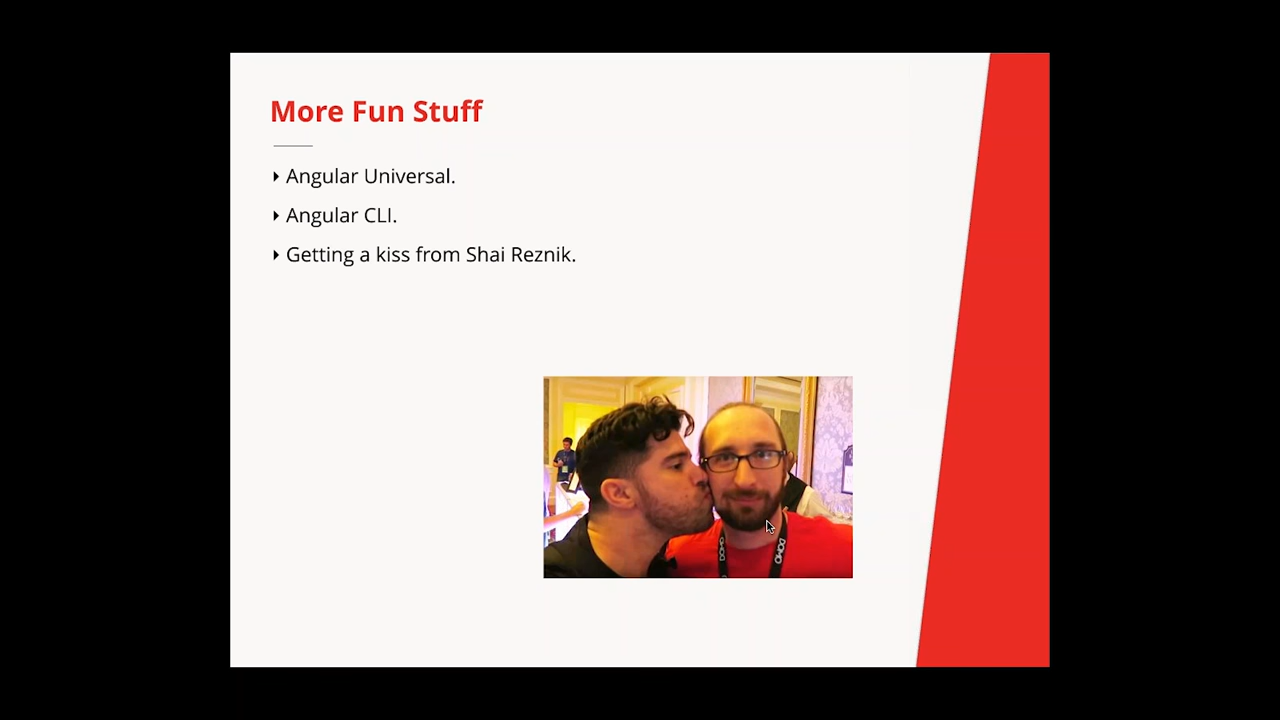 More Fun Stuff
Angular Universal.
Angular CLI.
Getting a kiss from Shai Reznik.